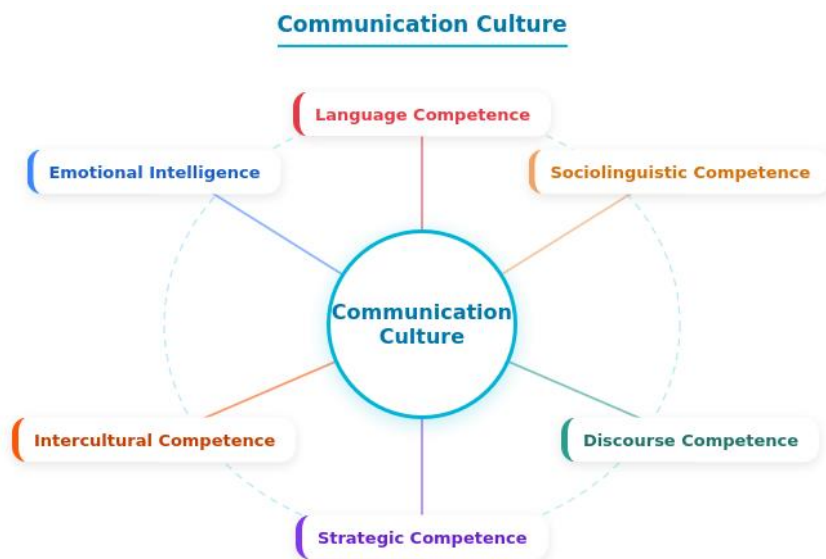 Communication Culture
Language Competence
Emotional Intelligence
Sociolinguistic Competence
Communication
Culture
Intercultural Competence
Discourse Competence
Strategic Competence